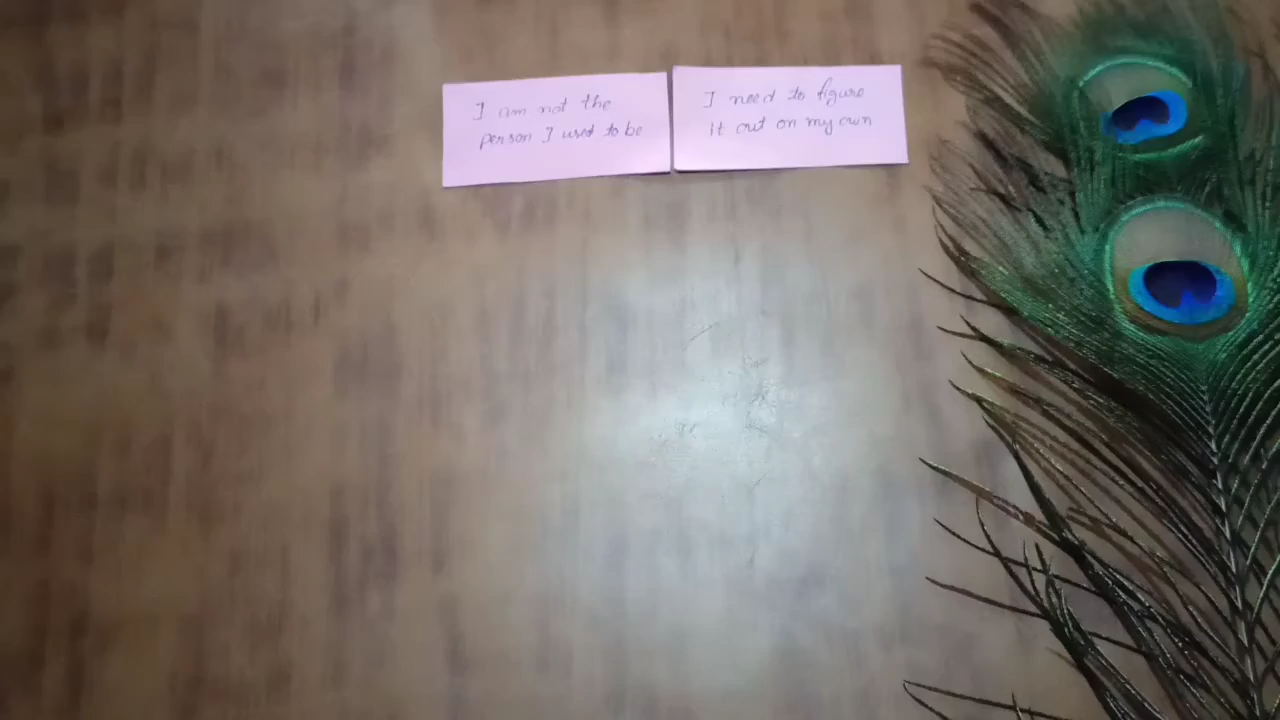 I am not the
person I used to be
I need to figure
it out on my own